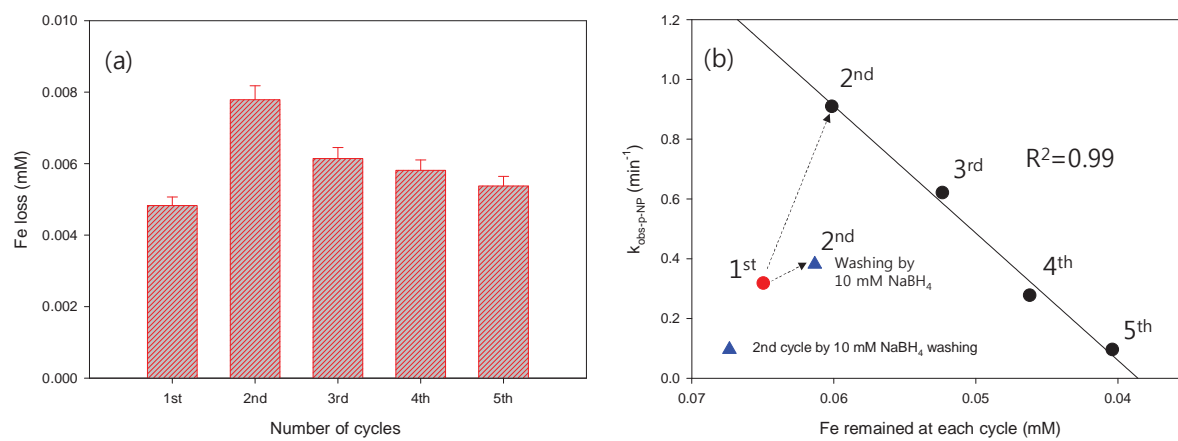 (a)
Fe loss (mM)
0.010
0.008
0.006
0.004
0.002
0.000
1st 2nd 3rd 4th 5th
Number of cycles
(b)
k_obs-p-NP (min⁻¹)
1.2
1.0
0.8
0.6
0.4
0.2
0.0
2ⁿᵈ
3ʳᵈ
R²=0.99
2ⁿᵈ
1ˢᵗ
Washing by
10 mM NaBH₄
4ᵗʰ
5ᵗʰ
2nd cycle by 10 mM NaBH₄ washing
0.07 0.06 0.05 0.04
Fe remained at each cycle (mM)